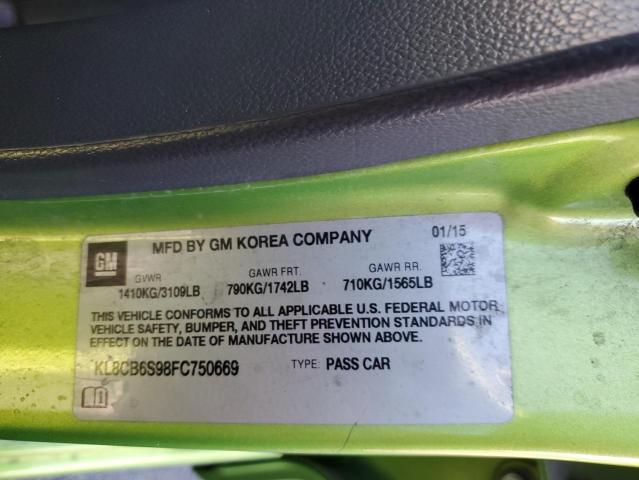 GM
MFD BY GM KOREA COMPANY
01/15
GVWR GAWR FRT. GAWR RR.
1410KG/3109LB 790KG/1742LB 710KG/1565LB
THIS VEHICLE CONFORMS TO ALL APPLICABLE U.S. FEDERAL MOTOR
VEHICLE SAFETY, BUMPER, AND THEFT PREVENTION STANDARDS IN
EFFECT ON THE DATE OF MANUFACTURE SHOWN ABOVE.
KL8CB6S98FC750669 TYPE: PASS CAR